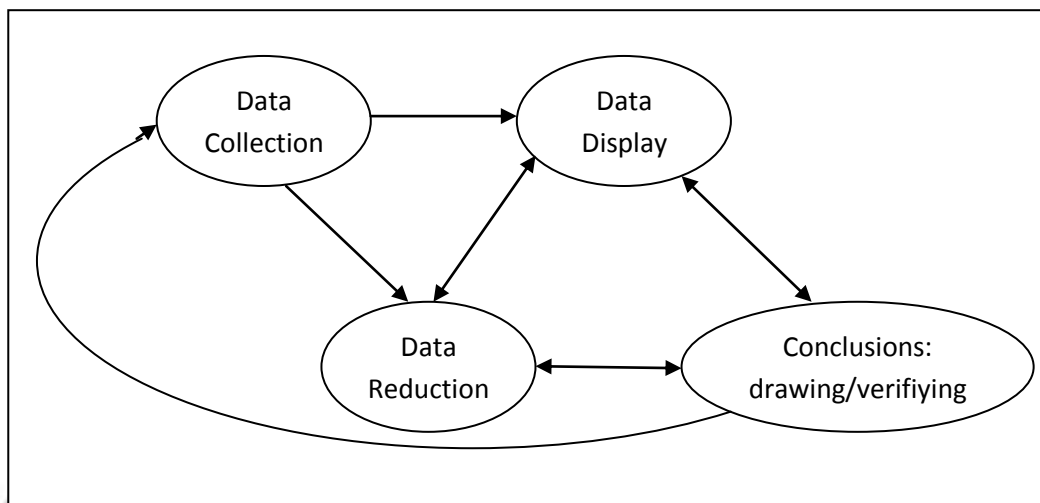 Data
Collection
Data
Display
Data
Reduction
Conclusions:
drawing/verifiying